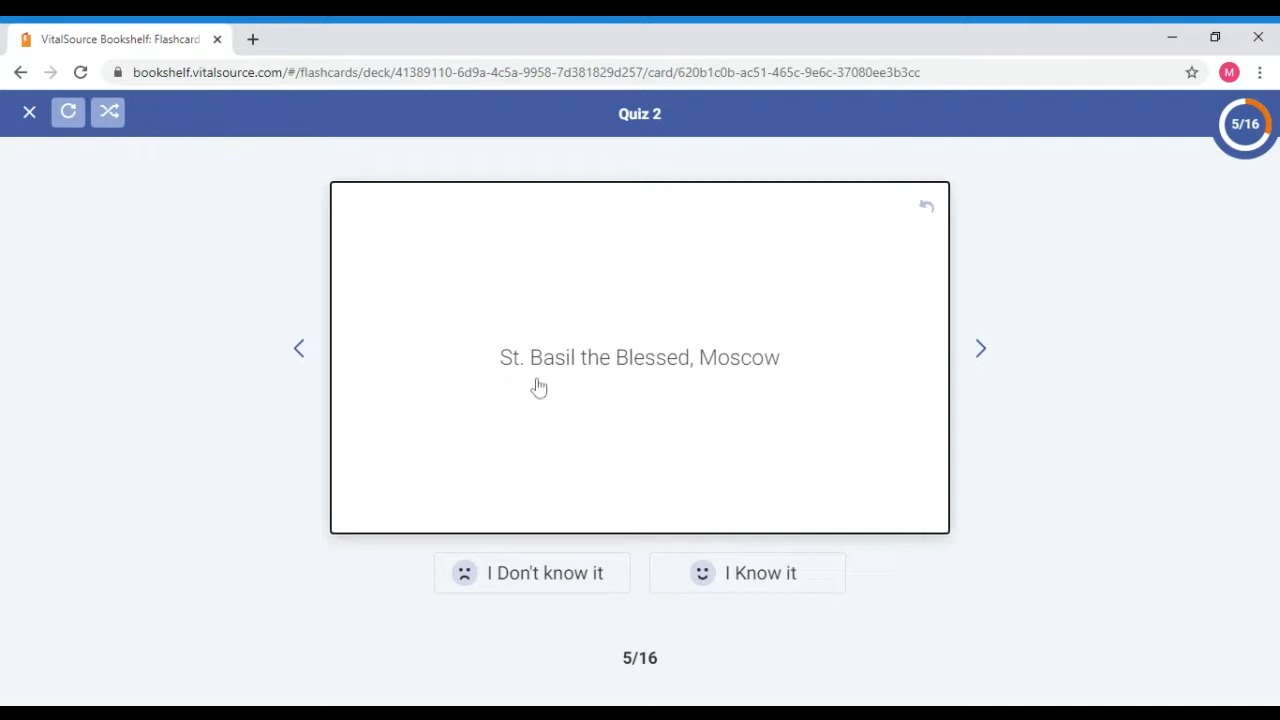 VitalSource Bookshelf: Flashcard
bookshelf.vitalsource.com/#/flashcards/deck/41389110-6d9a-4c5a-9958-7d381829d257/card/620b1c0b-ac51-465c-9e6c-37080ee3b3cc
M
Quiz 2
5/16
St. Basil the Blessed, Moscow
I Don't know it
I Know it
5/16